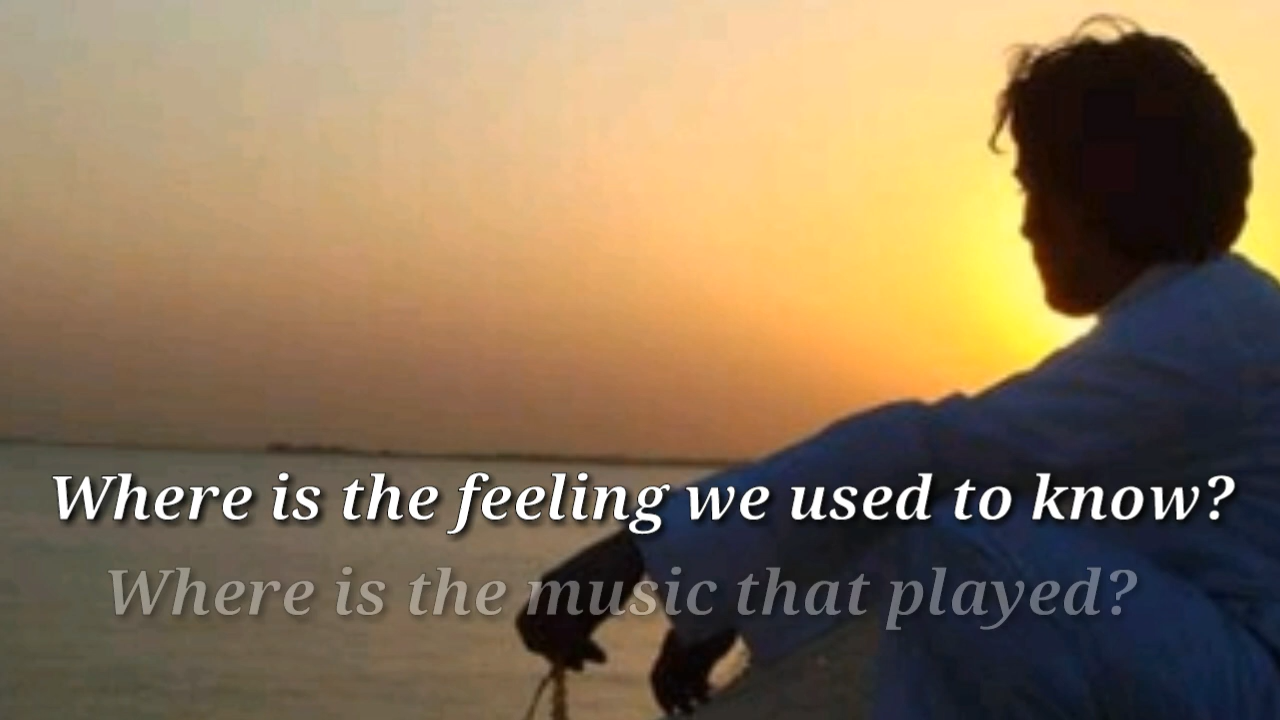 Where is the feeling we used to know?
Where is the music that played?